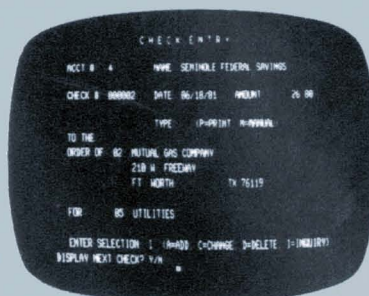 CHECK ENTRY
ACCT # 4 NAME SEMINOLE FEDERAL SAVINGS
CHECK # 000002 DATE 06/18/81 AMOUNT 26 00
TYPE (P=PRINT M=MANUAL
TO THE
ORDER OF 02 MUTUAL GAS COMPANY
210 W FREEWAY
FT WORTH TX 76119
FOR 05 UTILITIES
ENTER SELECTION 1 (A=ADD C=CHANGE D=DELETE I=INQUIRY)
DISPLAY NEXT CHECK? Y/N